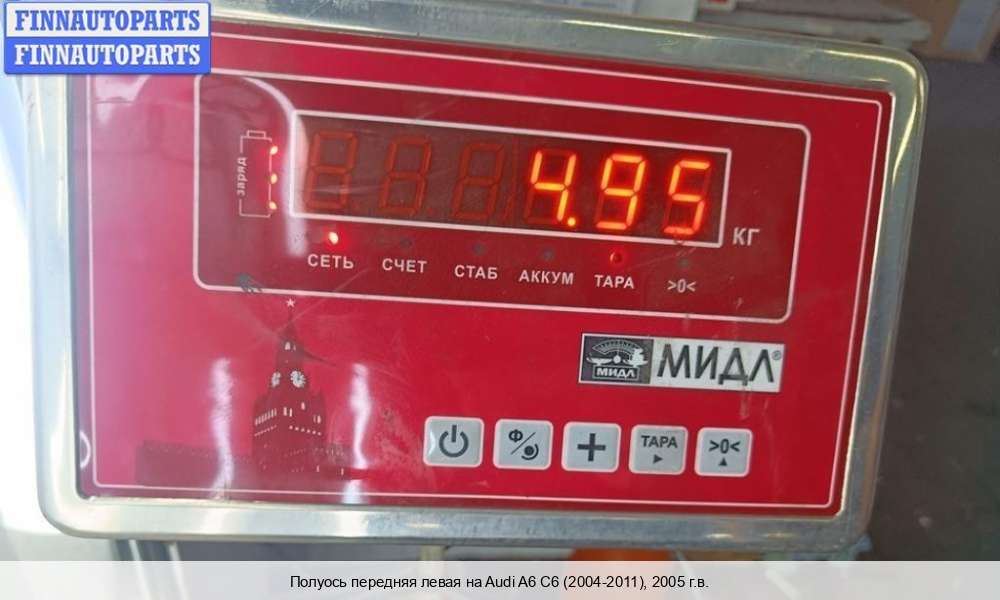 FINNAUTOPARTS
FINNAUTOPARTS
заряд
4.95
КГ
СЕТЬ СЧЕТ СТАБ АККУМ ТАРА >0<
МИДЛ МИДЛ®
Ф ТАРА >0<
Полуось передняя левая на Audi A6 C6 (2004-2011), 2005 г.в.